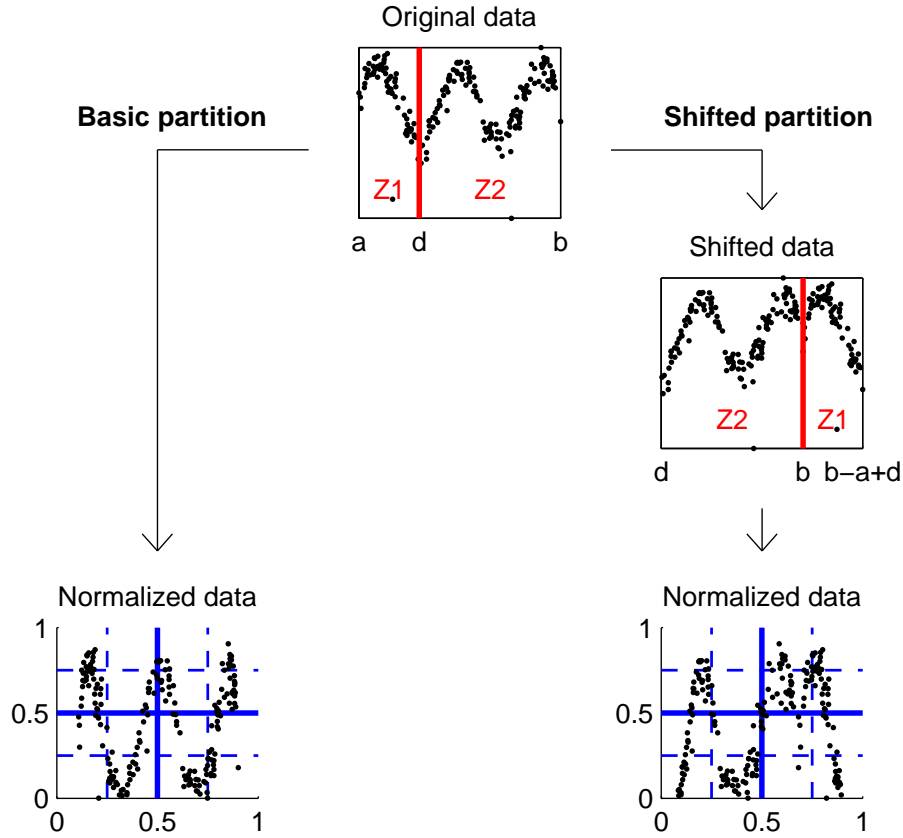 Original data
Basic partition
Shifted partition
Z1
Z2
a
d
b
Shifted data
Z2
Z1
d
b
b−a+d
Normalized data
1
0.5
0
0.5
1
Normalized data
1
0.5
0
0
0.5
1